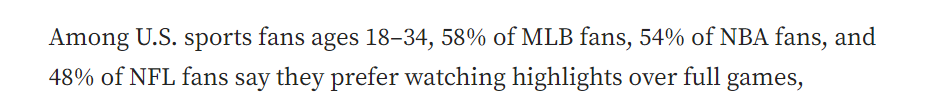 Among U.S. sports fans ages 18–34, 58% of MLB fans, 54% of NBA fans, and
48% of NFL fans say they prefer watching highlights over full games,